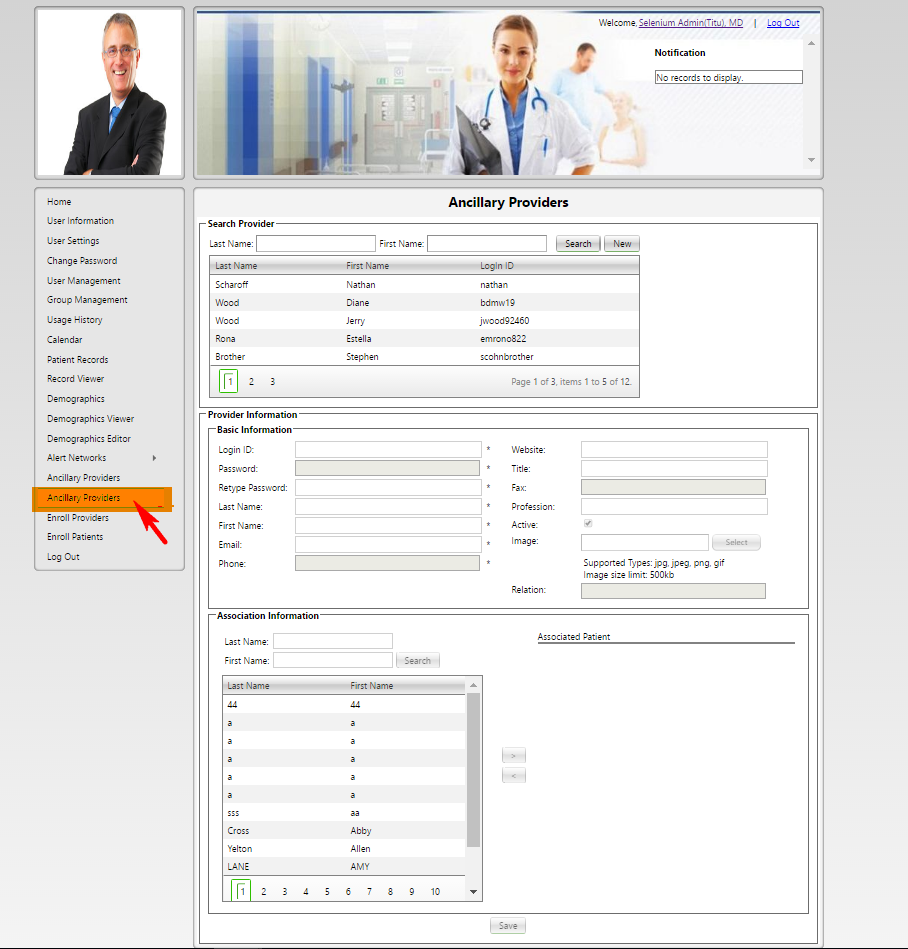 Welcome, Selenium Admin(Titu), MD | Log Out
Notification
No records to display.
Home
User Information
User Settings
Change Password
User Management
Group Management
Usage History
Calendar
Patient Records
Record Viewer
Demographics
Demographics Viewer
Demographics Editor
Alert Networks
Ancillary Providers
Ancillary Providers
Enroll Providers
Enroll Patients
Log Out
Ancillary Providers
Search Provider
Last Name: First Name: Search New
Last Name First Name LogIn ID
Scharoff Nathan nathan
Wood Diane bdmw19
Wood Jerry jwood92460
Rona Estella emrono822
Brother Stephen scohnbrother
1 2 3 Page 1 of 3, items 1 to 5 of 12.
Provider Information
Basic Information
Login ID: * Website:
Password: * Title:
Retype Password: * Fax:
Last Name: * Profession:
First Name: * Active:
Email: * Image: Select
Phone: * Supported Types: jpg, jpeg, png, gif
Image size limit: 500kb
Relation:
Association Information
Last Name: Associated Patient
First Name: Search
Last Name First Name
44 44
a a
a a
a a
a a
a a
sss aa
Cross Abby
Yelton Allen
LANE AMY
>
<
1 2 3 4 5 6 7 8 9 10
Save